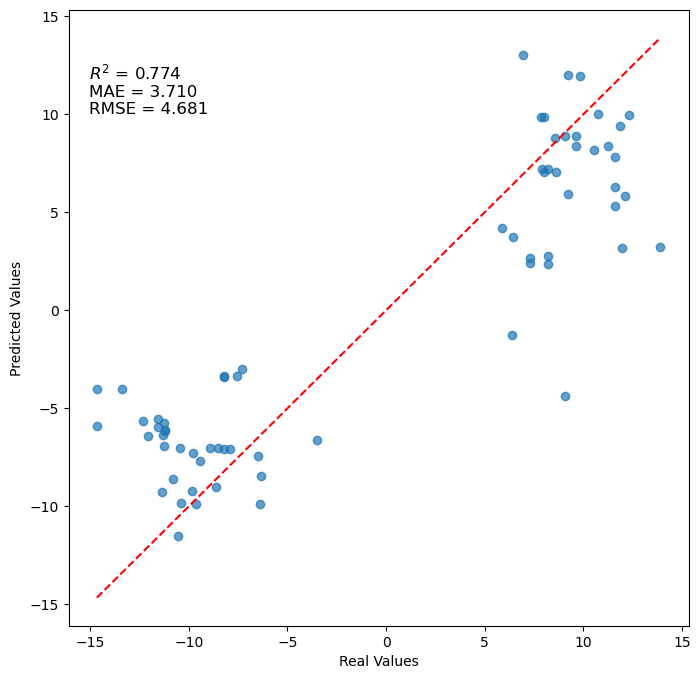 R² = 0.774
MAE = 3.710
RMSE = 4.681
15
10
5
0
−5
−10
−15
Predicted Values
−15 −10 −5 0 5 10 15
Real Values